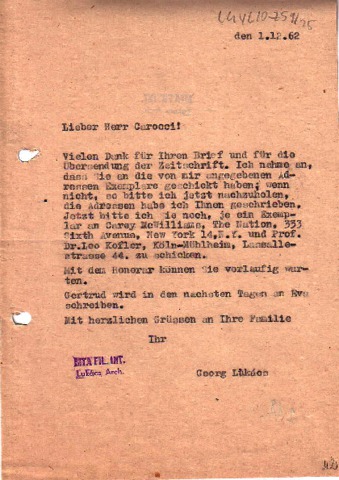 den 1.12.62
Lieber Herr Carocci!
Vielen Dank für Ihren Brief und für die
Übersendung der Zeitschrift. Ich nehme an,
dass Sie an die von mir angegebenen Ad-
ressen Exemplare geschickt haben; wenn
nicht, so bitte ich jetzt nachzuholen,
die Adressen habe ich Ihnen geschrieben.
Jetzt bitte ich ie noch, je ein Exemp-
lar an Carey McWilliams, The Nation, 353
Sixth Avenue, New York 14,N.Y. und Prof.
Dr.Leo Kofler, Köln-Mühlheim, Lassalle-
strasse 44. zu schicken.
Mit dem Honorar können Sie vorläufig war-
ten.
Gertrud wird in den nächsten Tagen an Eva
schreiben.
Mit herzlichen Grüssen an Ihre Familie
Ihr
MTA FIL. INT.
Lukács Arch.
Georg Lukács